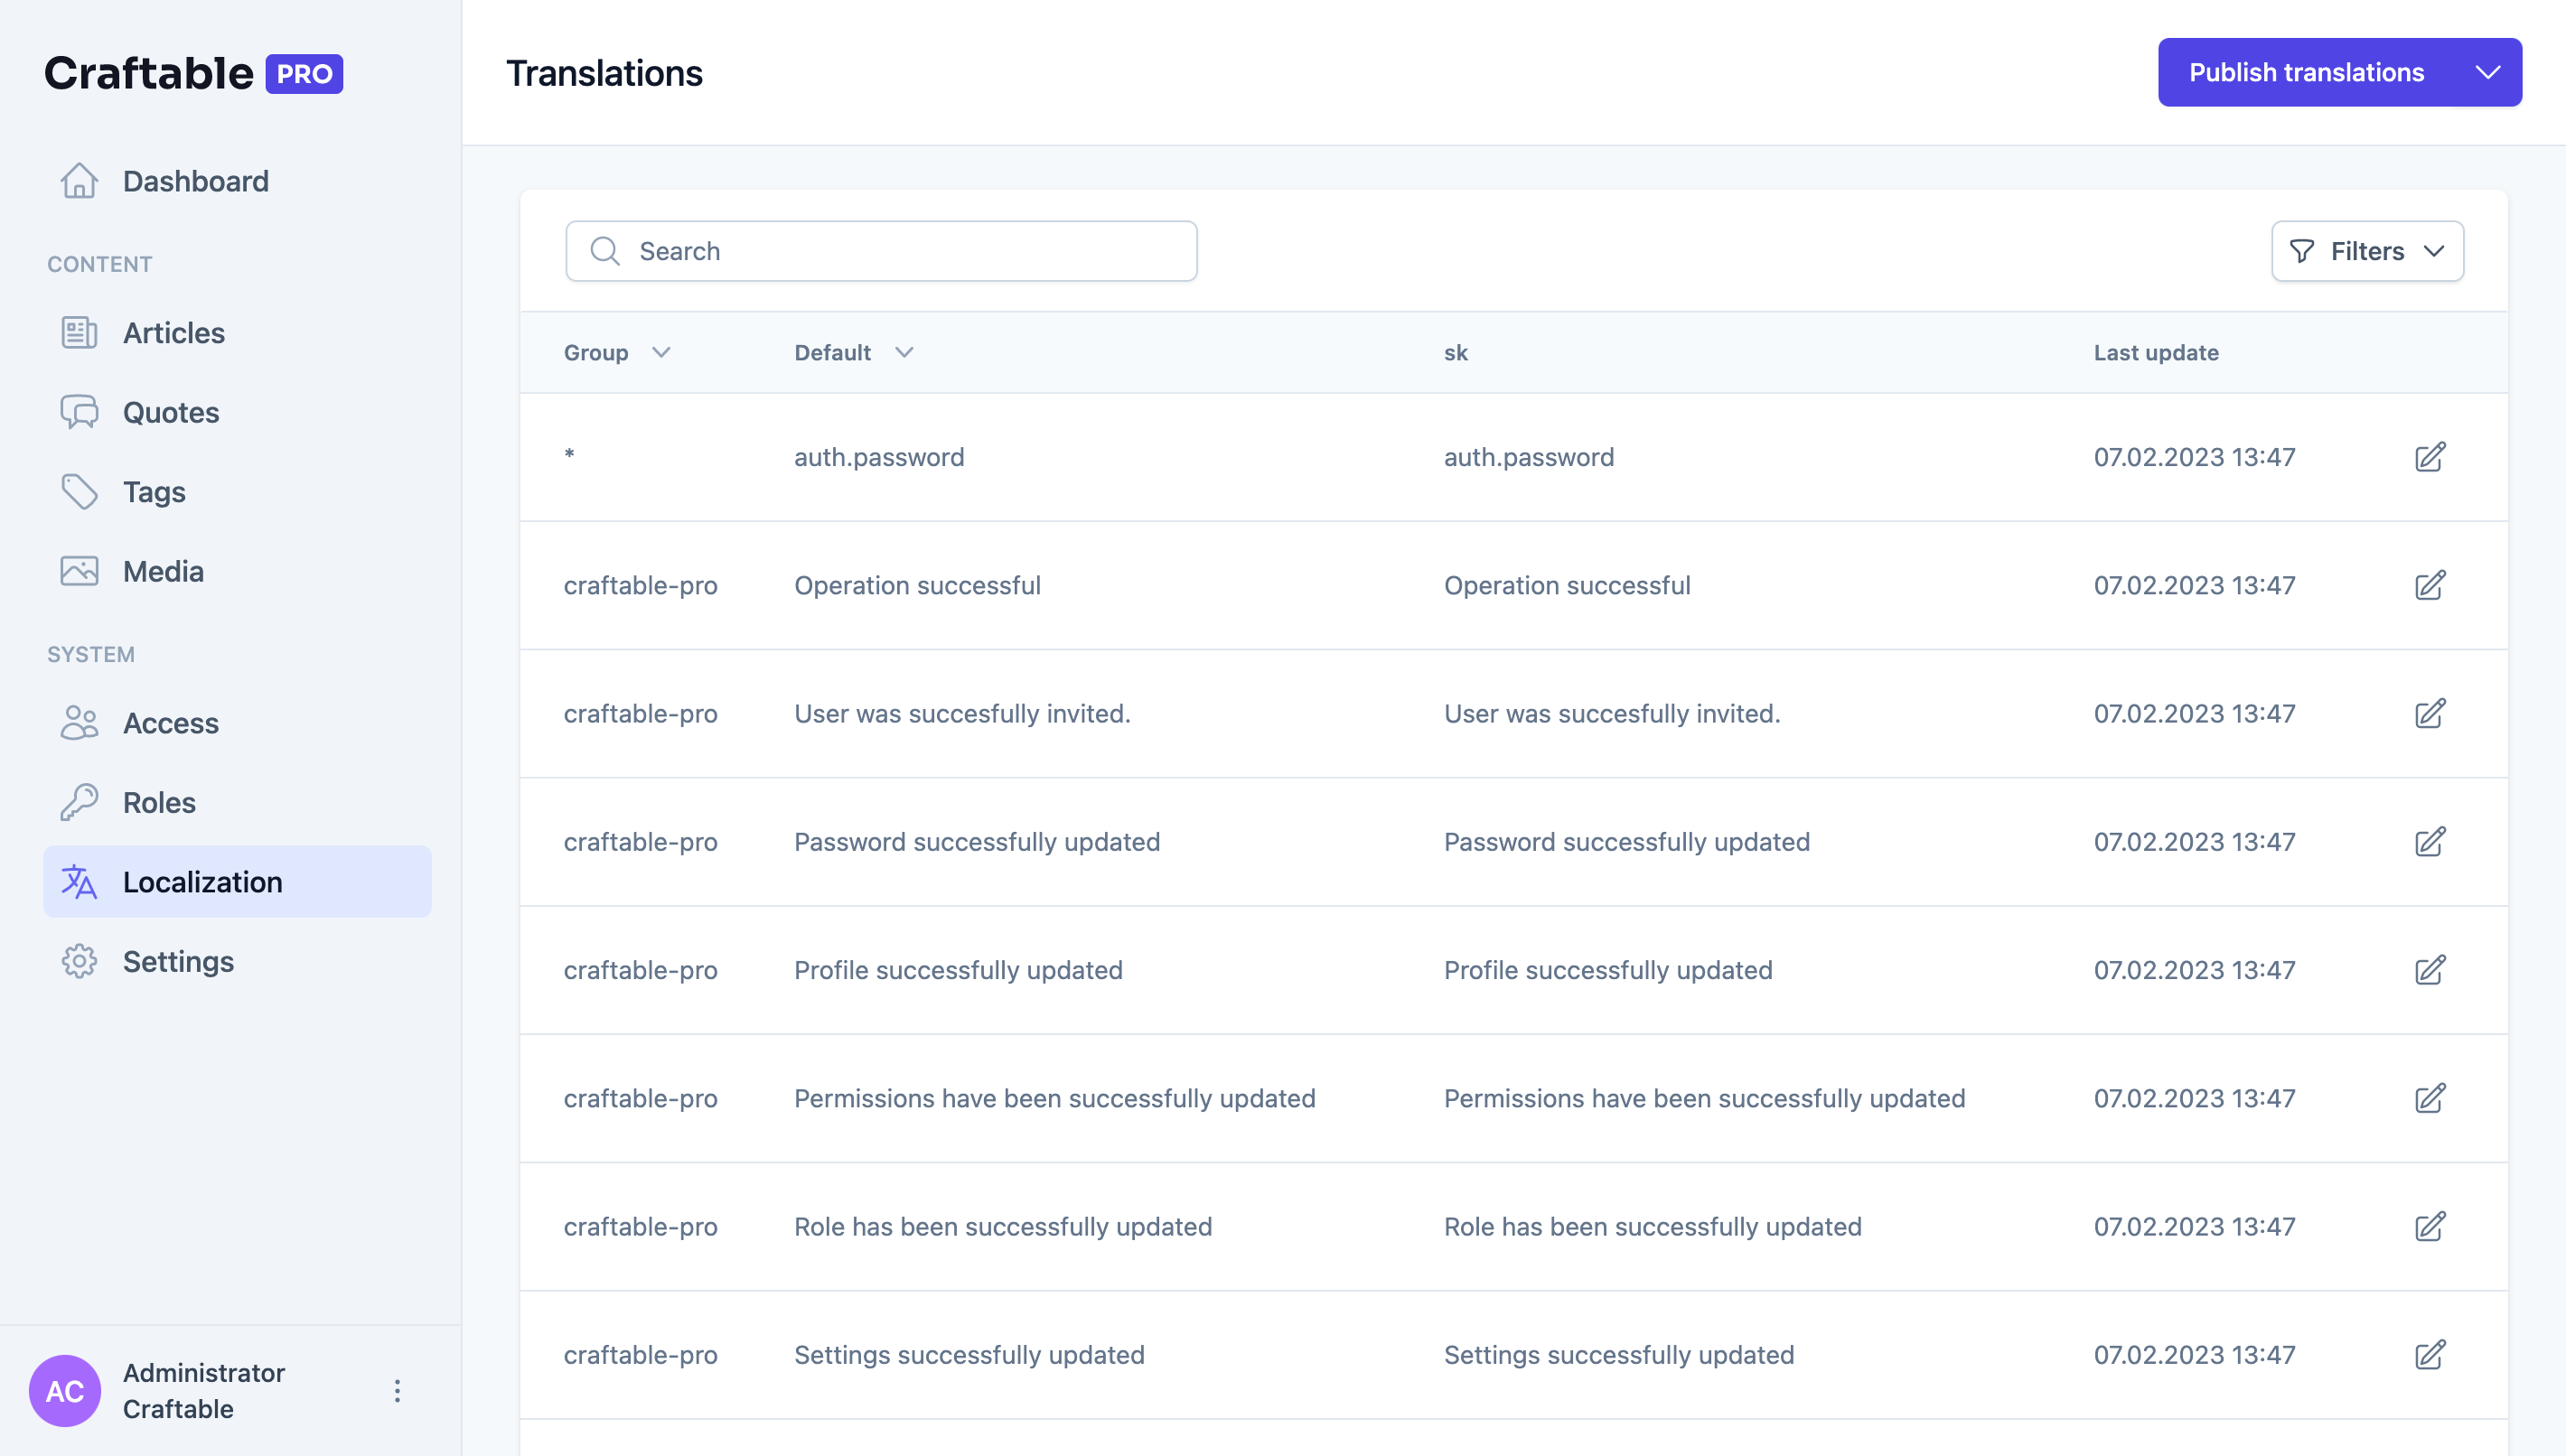 Craftable PRO
Dashboard
CONTENT
Articles
Quotes
Tags
Media
SYSTEM
Access
Roles
Localization
Settings
AC
Administrator
Craftable
Translations
Publish translations
Search
Filters
Group Default sk Last update
* auth.password auth.password 07.02.2023 13:47
craftable-pro Operation successful Operation successful 07.02.2023 13:47
craftable-pro User was succesfully invited. User was succesfully invited. 07.02.2023 13:47
craftable-pro Password successfully updated Password successfully updated 07.02.2023 13:47
craftable-pro Profile successfully updated Profile successfully updated 07.02.2023 13:47
craftable-pro Permissions have been successfully updated Permissions have been successfully updated 07.02.2023 13:47
craftable-pro Role has been successfully updated Role has been successfully updated 07.02.2023 13:47
craftable-pro Settings successfully updated Settings successfully updated 07.02.2023 13:47